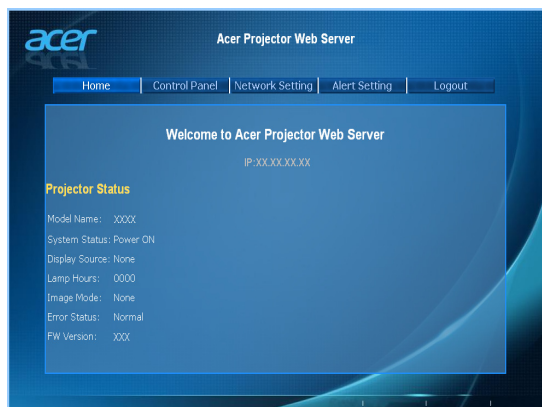 acer
Acer Projector Web Server
Home Control Panel Network Setting Alert Setting Logout
Welcome to Acer Projector Web Server
IP:XX.XX.XX.XX
Projector Status
Model Name: XXXX
System Status: Power ON
Display Source: None
Lamp Hours: 0000
Image Mode: None
Error Status: Normal
FW Version: XXX